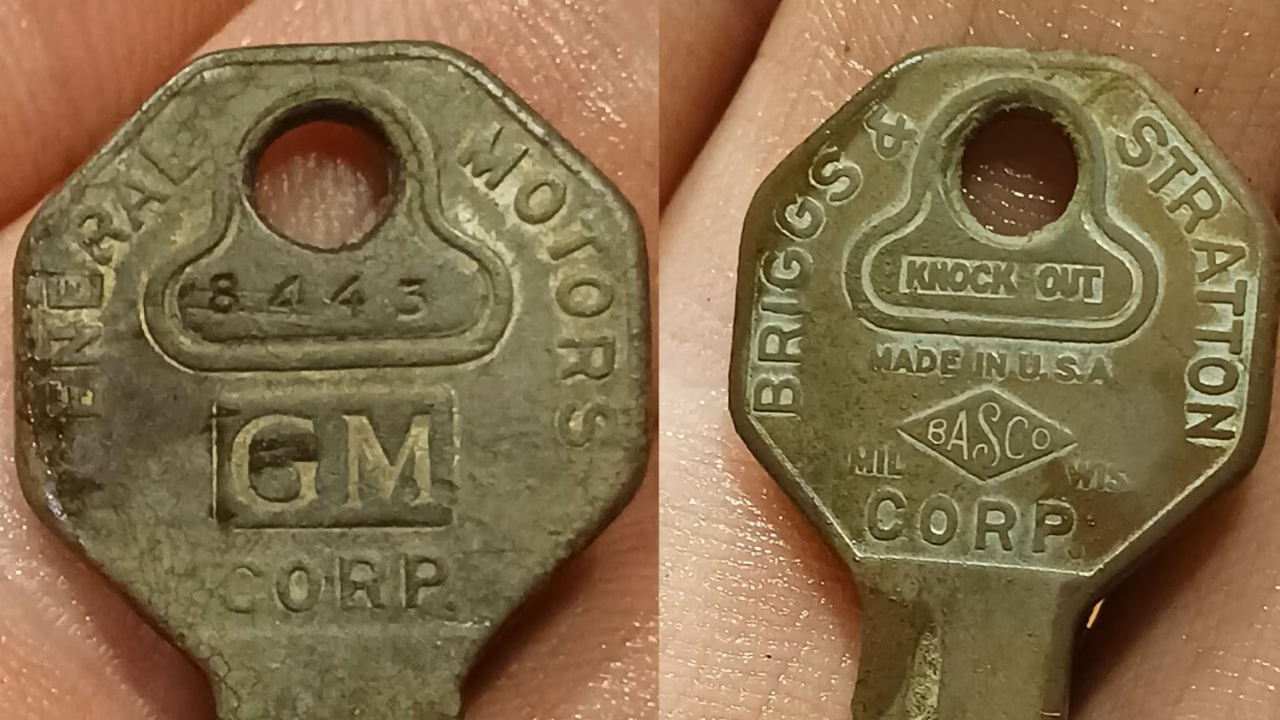 GENERAL MOTORS
8443
GM
CORP.
BRIGGS & STRATTON
KNOCK OUT
MADE IN U.S.A
BASCO
MIL WIS.
CORP.